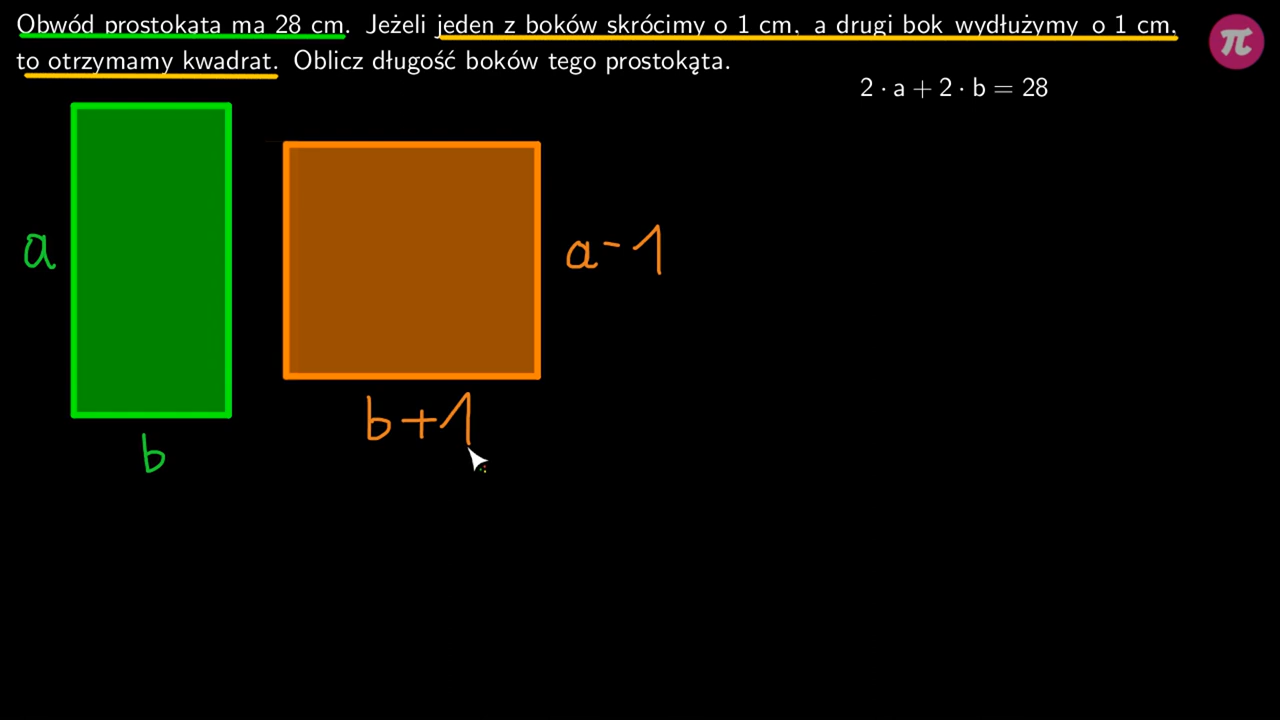 Obwód prostokata ma 28 cm. Jeżeli jeden z boków skrócimy o 1 cm, a drugi bok wydłużymy o 1 cm,
to otrzymamy kwadrat. Oblicz długość boków tego prostokąta.
π
2 · a + 2 · b = 28
a
a - 1
b + 1
b